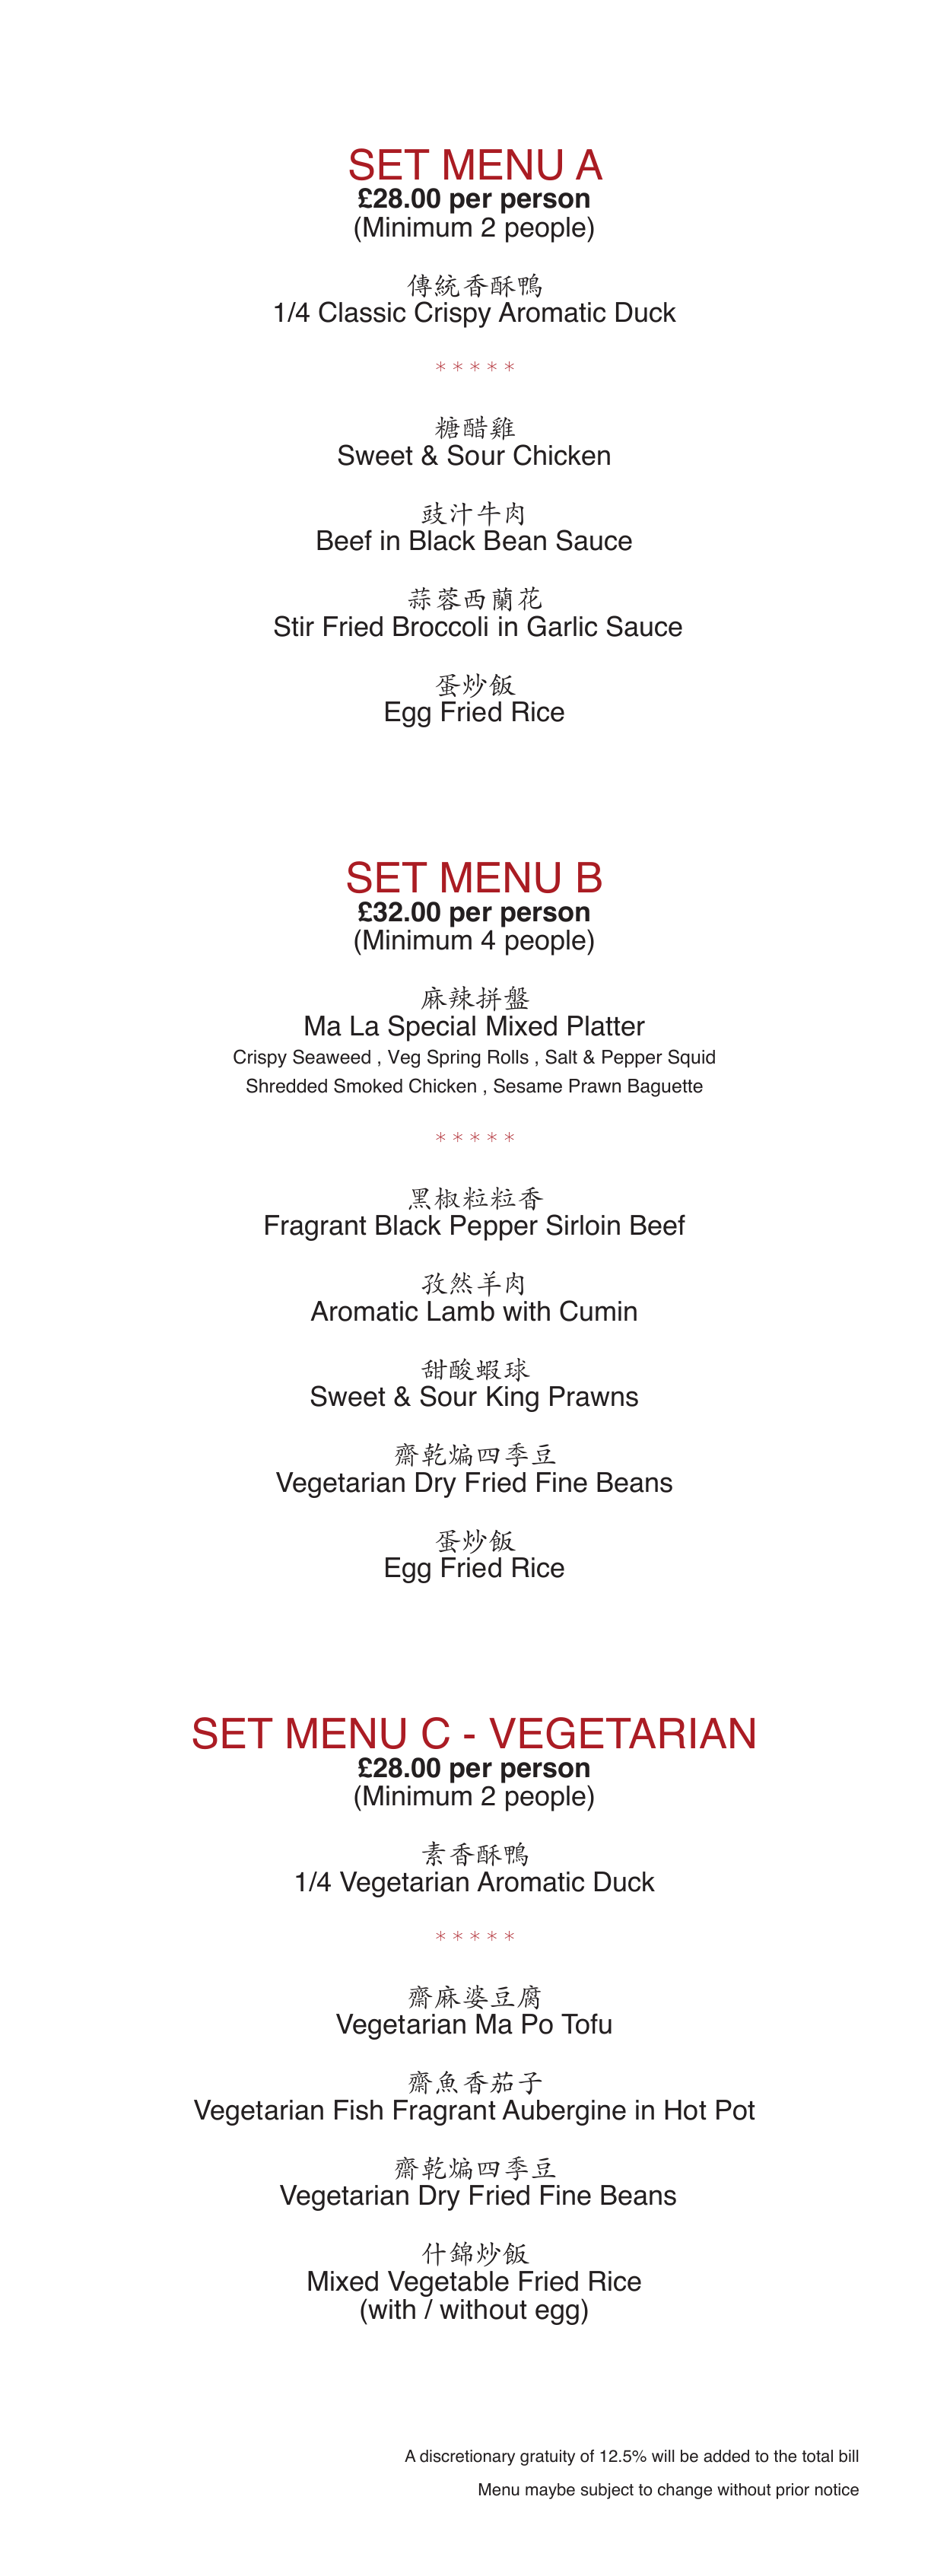 SET MENU A
£28.00 per person
(Minimum 2 people)
傳統香酥鴨
1/4 Classic Crispy Aromatic Duck
* * * * *
糖醋雞
Sweet & Sour Chicken
豉汁牛肉
Beef in Black Bean Sauce
蒜蓉西蘭花
Stir Fried Broccoli in Garlic Sauce
蛋炒飯
Egg Fried Rice
SET MENU B
£32.00 per person
(Minimum 4 people)
麻辣拼盤
Ma La Special Mixed Platter
Crispy Seaweed , Veg Spring Rolls , Salt & Pepper Squid
Shredded Smoked Chicken , Sesame Prawn Baguette
* * * * *
黑椒粒粒香
Fragrant Black Pepper Sirloin Beef
孜然羊肉
Aromatic Lamb with Cumin
甜酸蝦球
Sweet & Sour King Prawns
齋乾煸四季豆
Vegetarian Dry Fried Fine Beans
蛋炒飯
Egg Fried Rice
SET MENU C - VEGETARIAN
£28.00 per person
(Minimum 2 people)
素香酥鴨
1/4 Vegetarian Aromatic Duck
* * * * *
齋麻婆豆腐
Vegetarian Ma Po Tofu
齋魚香茄子
Vegetarian Fish Fragrant Aubergine in Hot Pot
齋乾煸四季豆
Vegetarian Dry Fried Fine Beans
什錦炒飯
Mixed Vegetable Fried Rice
(with / without egg)
A discretionary gratuity of 12.5% will be added to the total bill
Menu maybe subject to change without prior notice